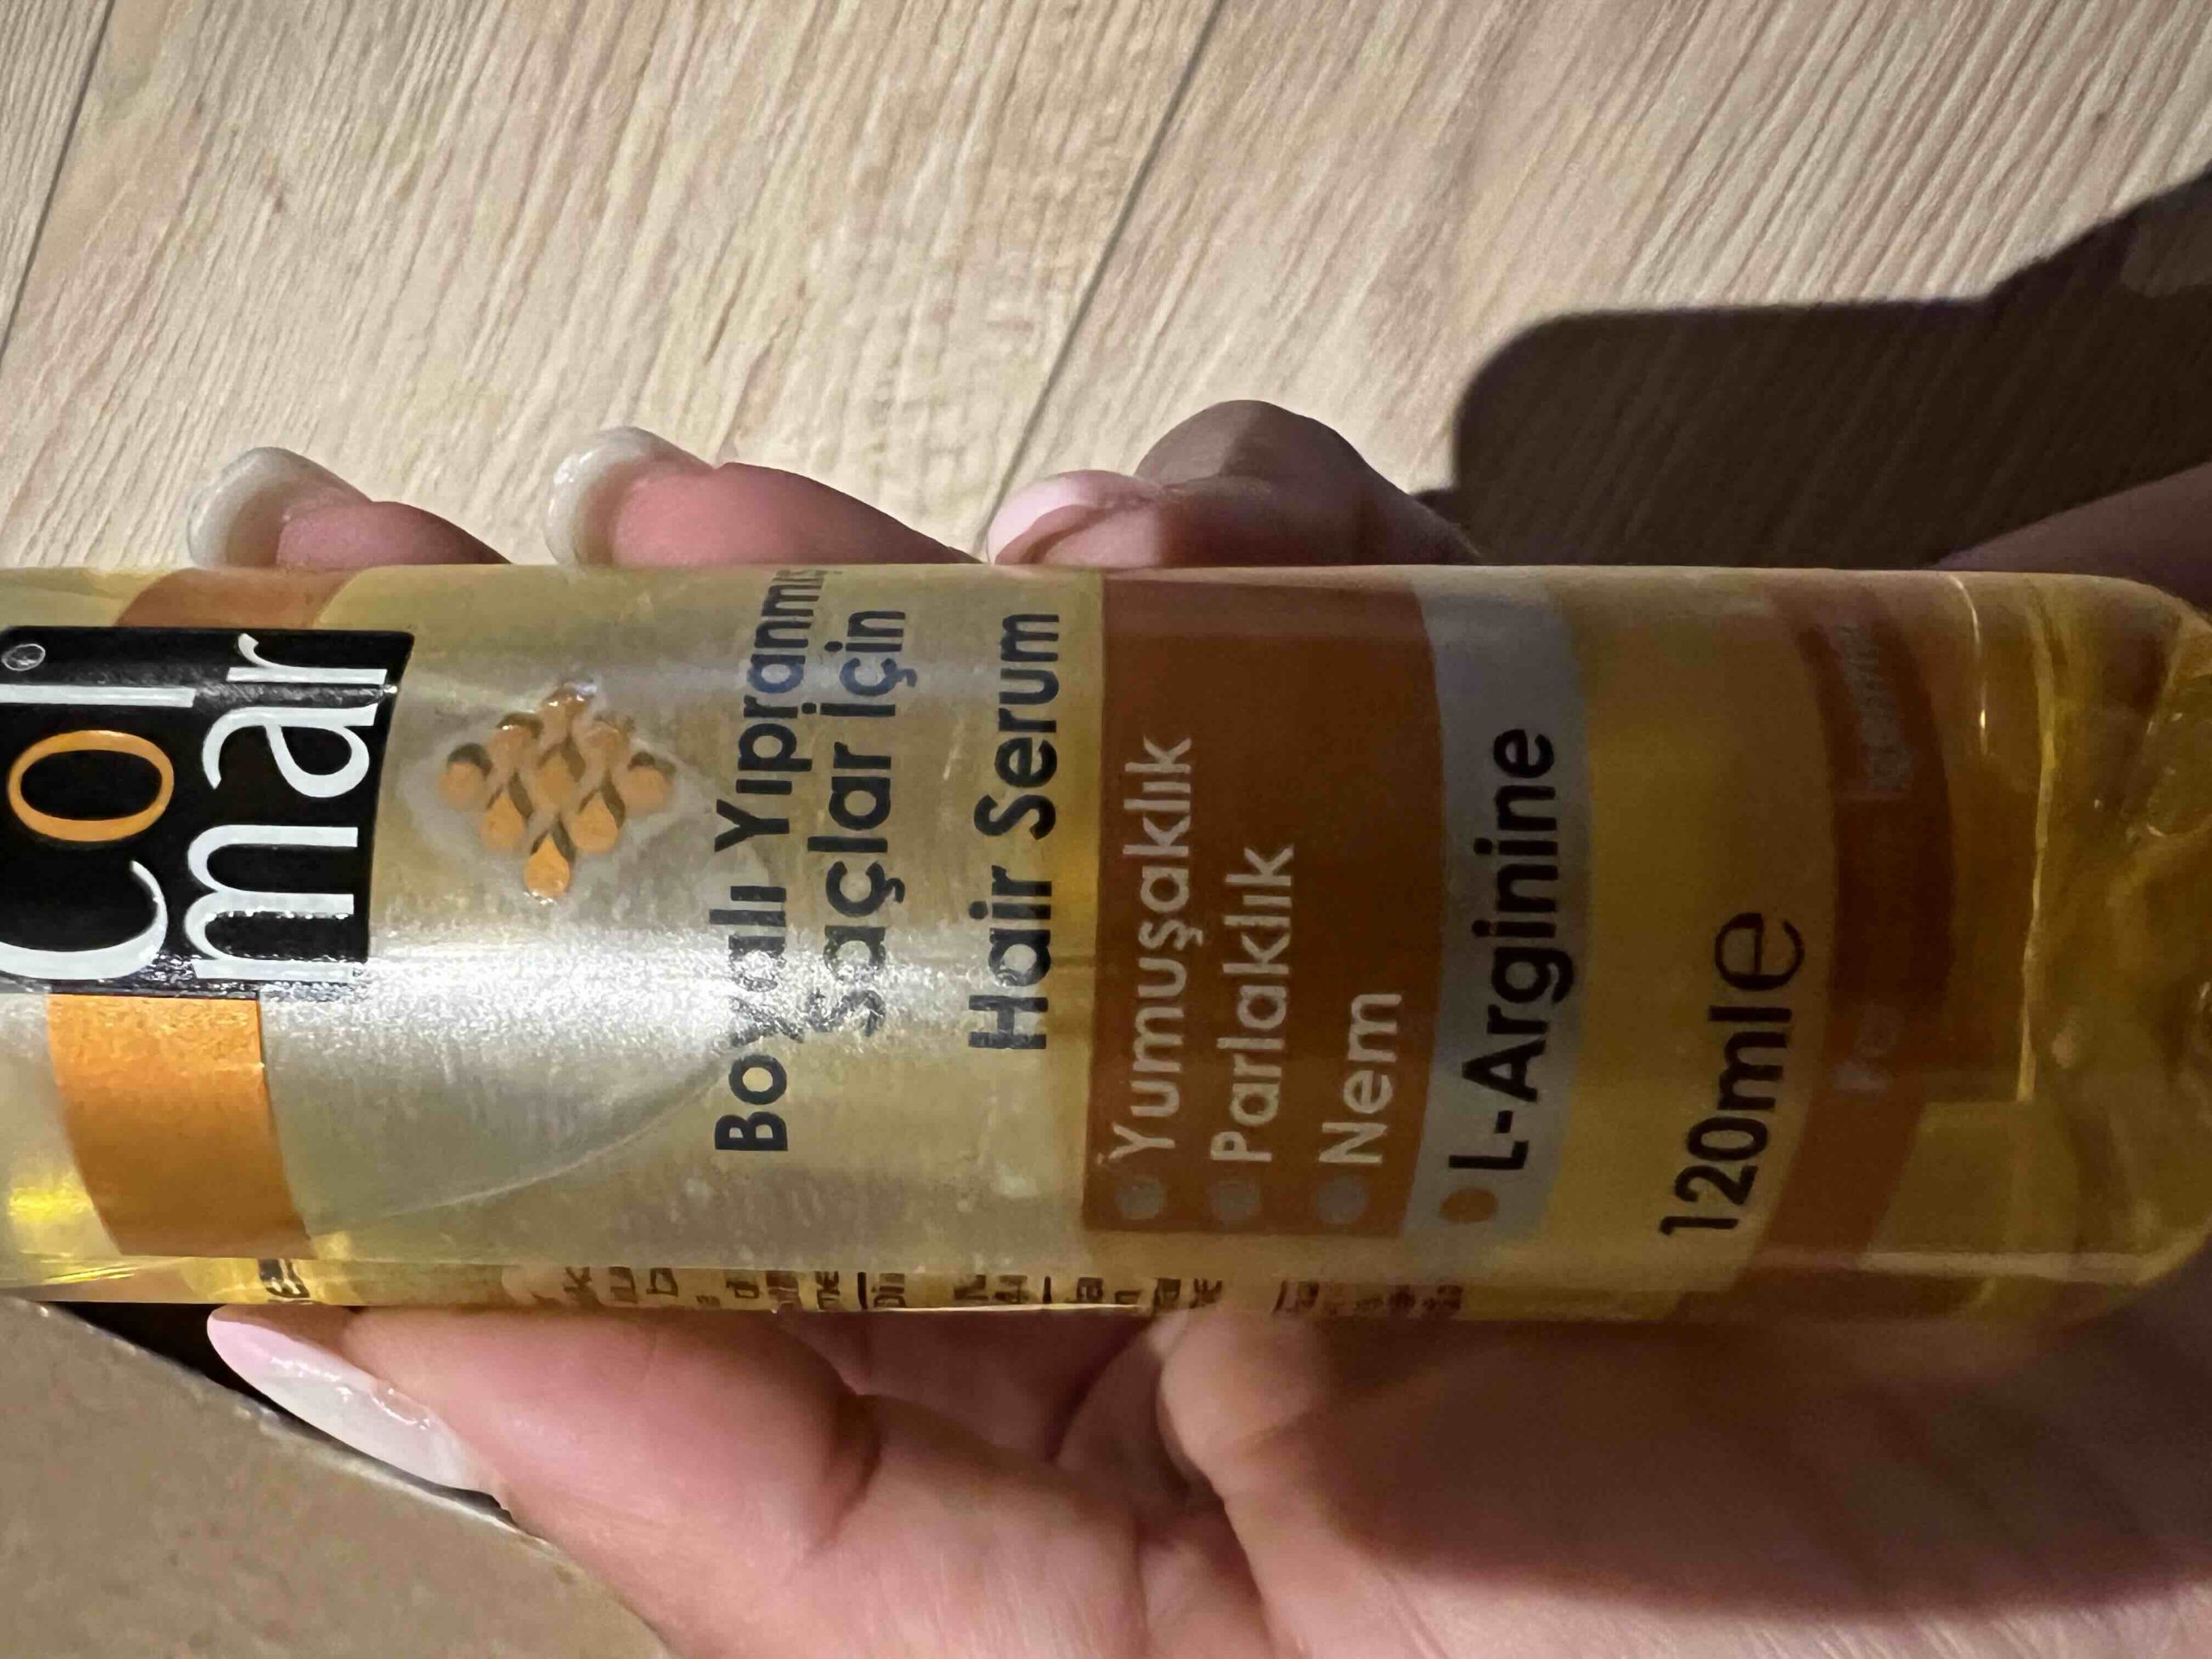 Col®
mar
Boyalı Yıpranmış
Saçlar İçin
Hair Serum
Yumuşaklık
Parlaklık
Nem
L-Arginine
120ml e